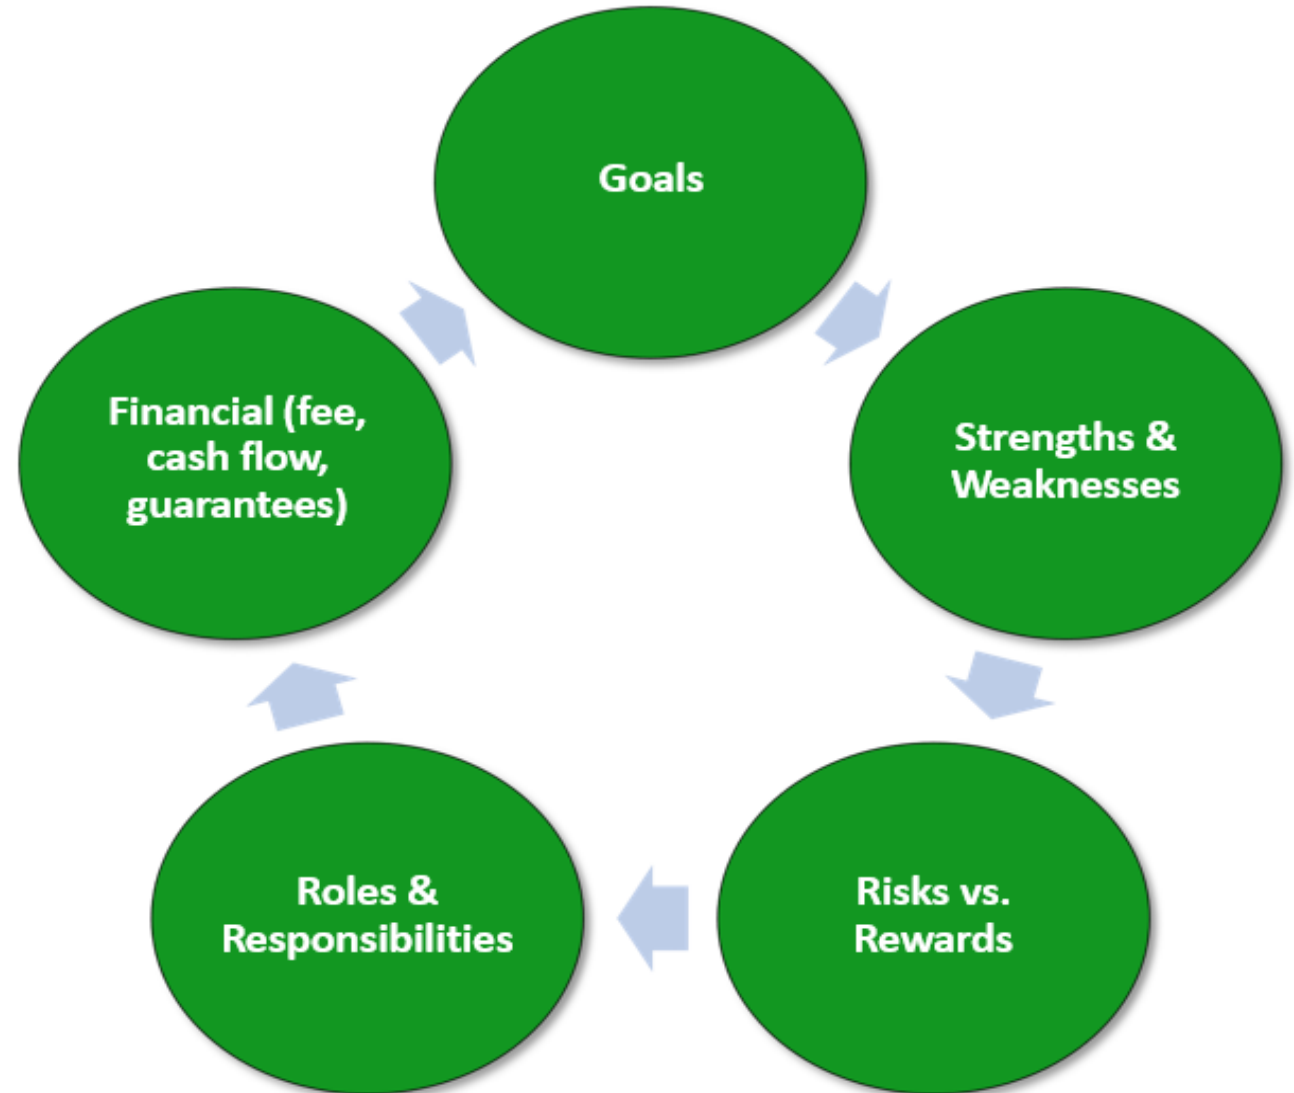 Goals
Strengths &
Weaknesses
Risks vs.
Rewards
Roles &
Responsibilities
Financial (fee,
cash flow,
guarantees)